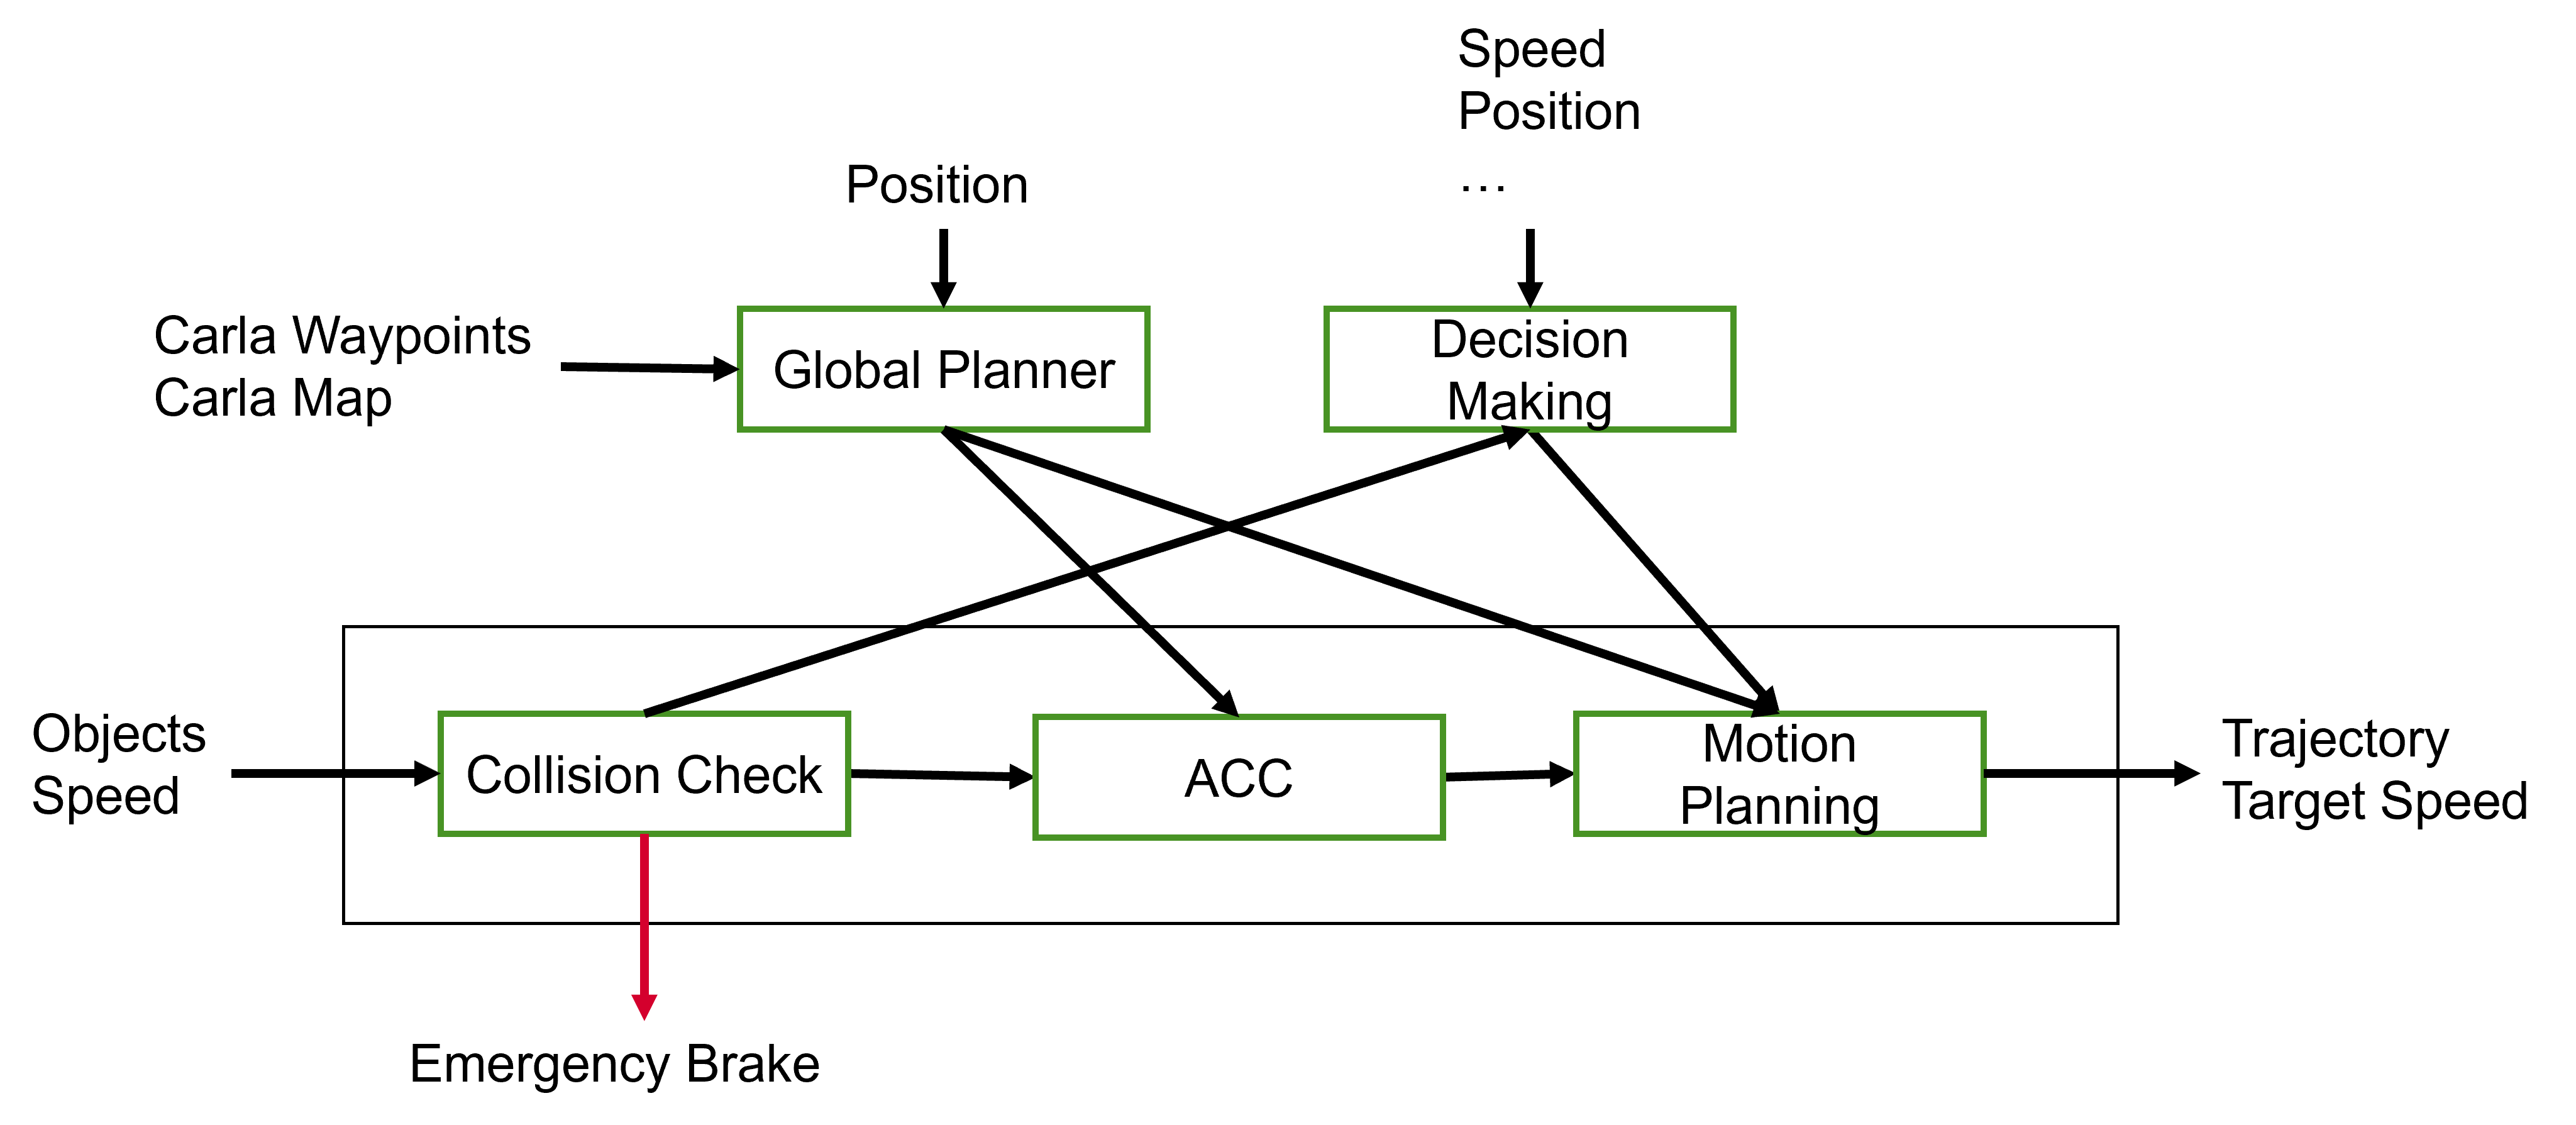 Speed
Position
…
Position
Carla Waypoints
Carla Map
Global Planner
Decision
Making
Objects
Speed
Collision Check
ACC
Motion
Planning
Trajectory
Target Speed
Emergency Brake